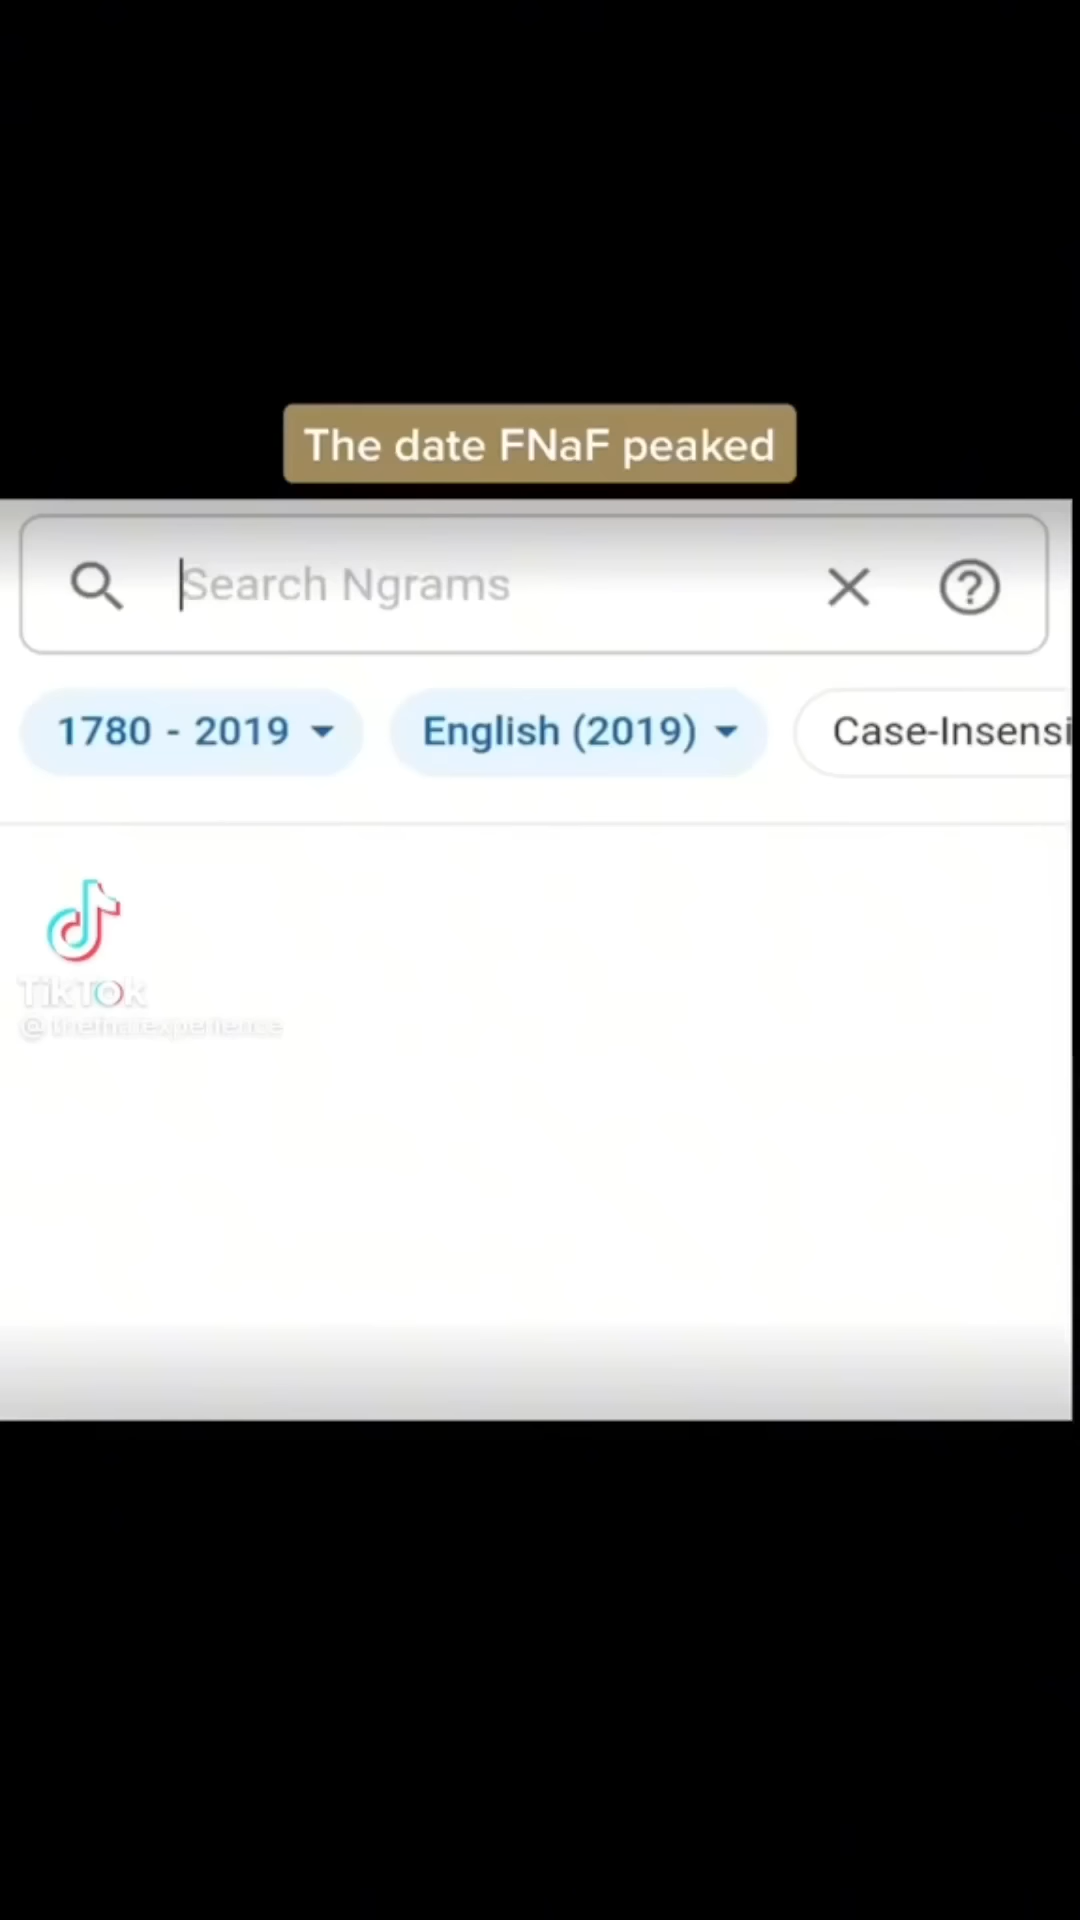 The date FNaF peaked
Search Ngrams
1780 - 2019
English (2019)
Case-Insensi
TikTok